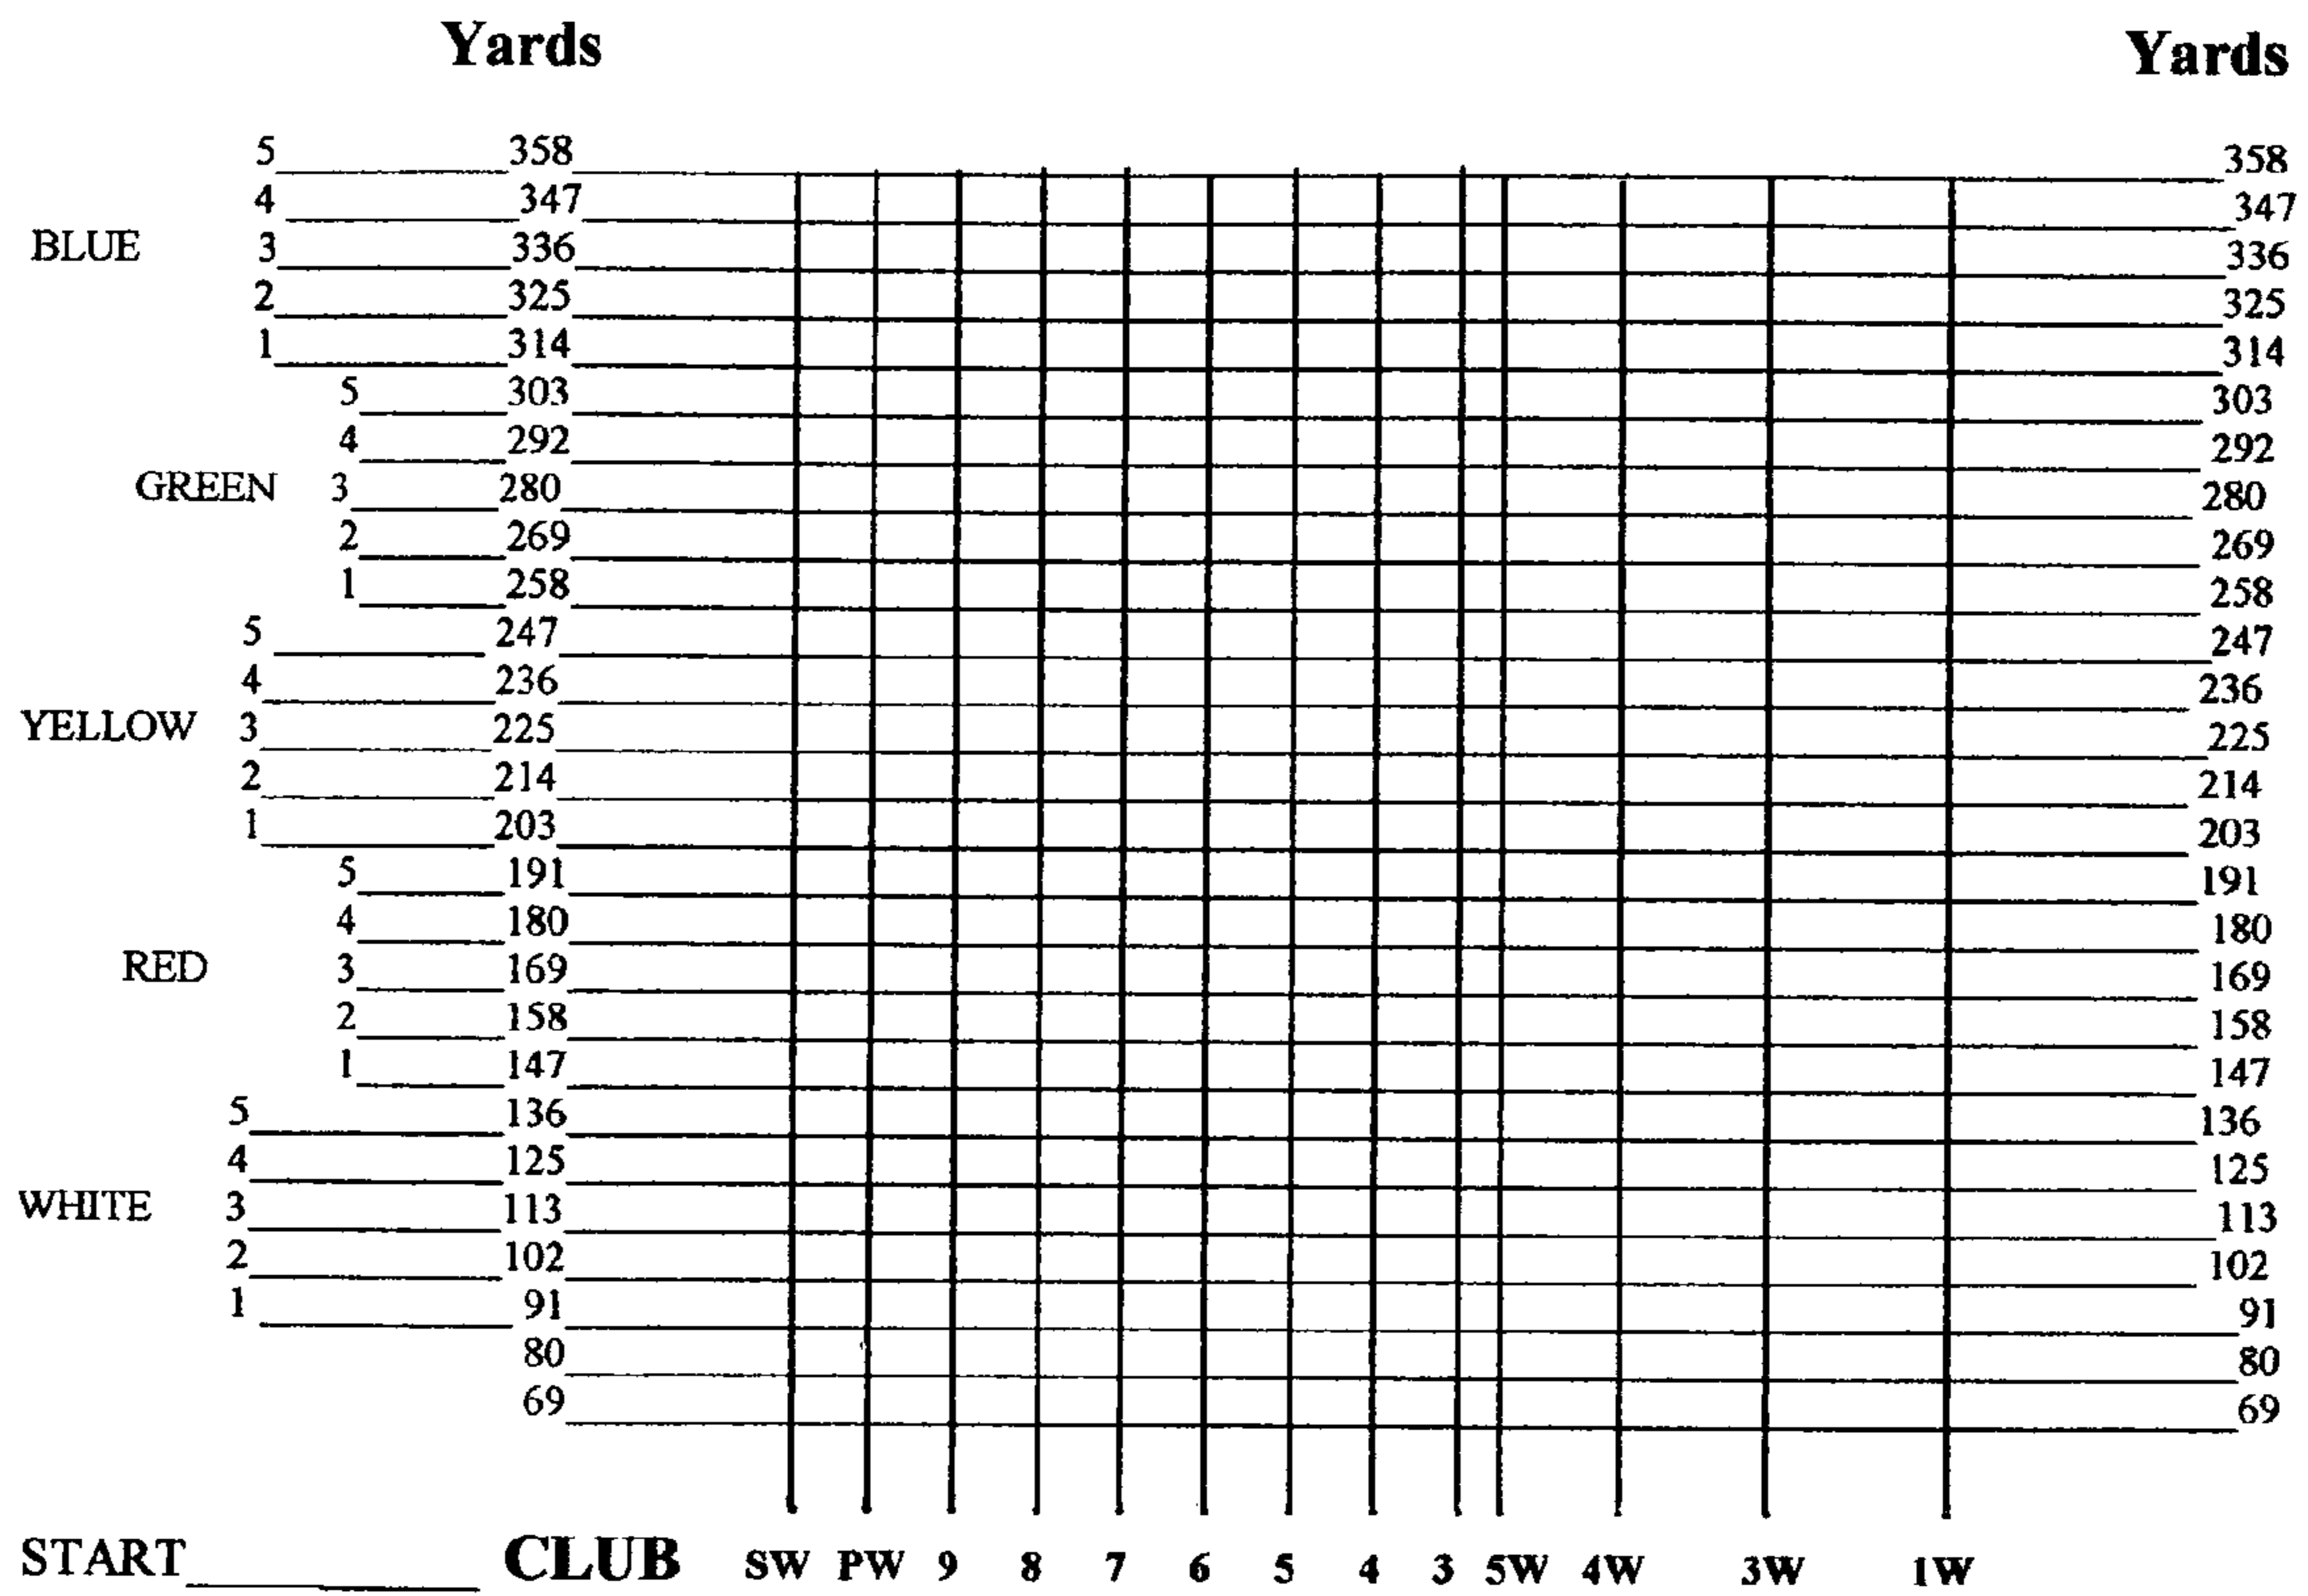 Yards Yards
5 358 358
4 347 347
BLUE 3 336 336
2 325 325
1 314 314
5 303 303
4 292 292
GREEN 3 280 280
2 269 269
1 258 258
5 247 247
4 236 236
YELLOW 3 225 225
2 214 214
1 203 203
5 191 191
4 180 180
RED 3 169 169
2 158 158
1 147 147
5 136 136
4 125 125
WHITE 3 113 113
2 102 102
1 91 91
80 80
69 69
START CLUB SW PW 9 8 7 6 5 4 3 5W 4W 3W 1W